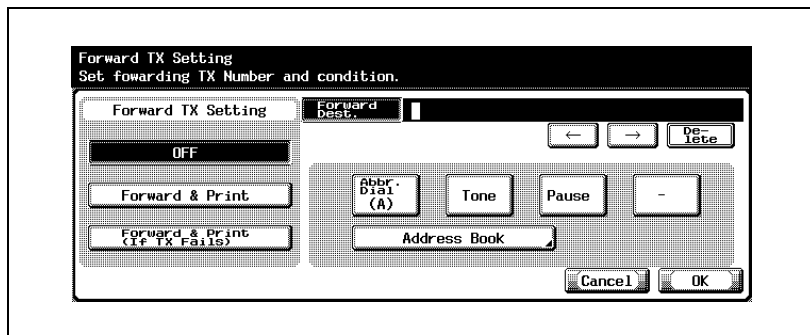 Forward TX Setting
Set fowarding TX Number and condition.
Forward TX Setting
Forward
Dest.
← → De-
lete
OFF
Forward & Print
Forward & Print
(If TX Fails)
Abbr.
Dial
(A)
Tone
Pause
-
Address Book
Cancel
OK